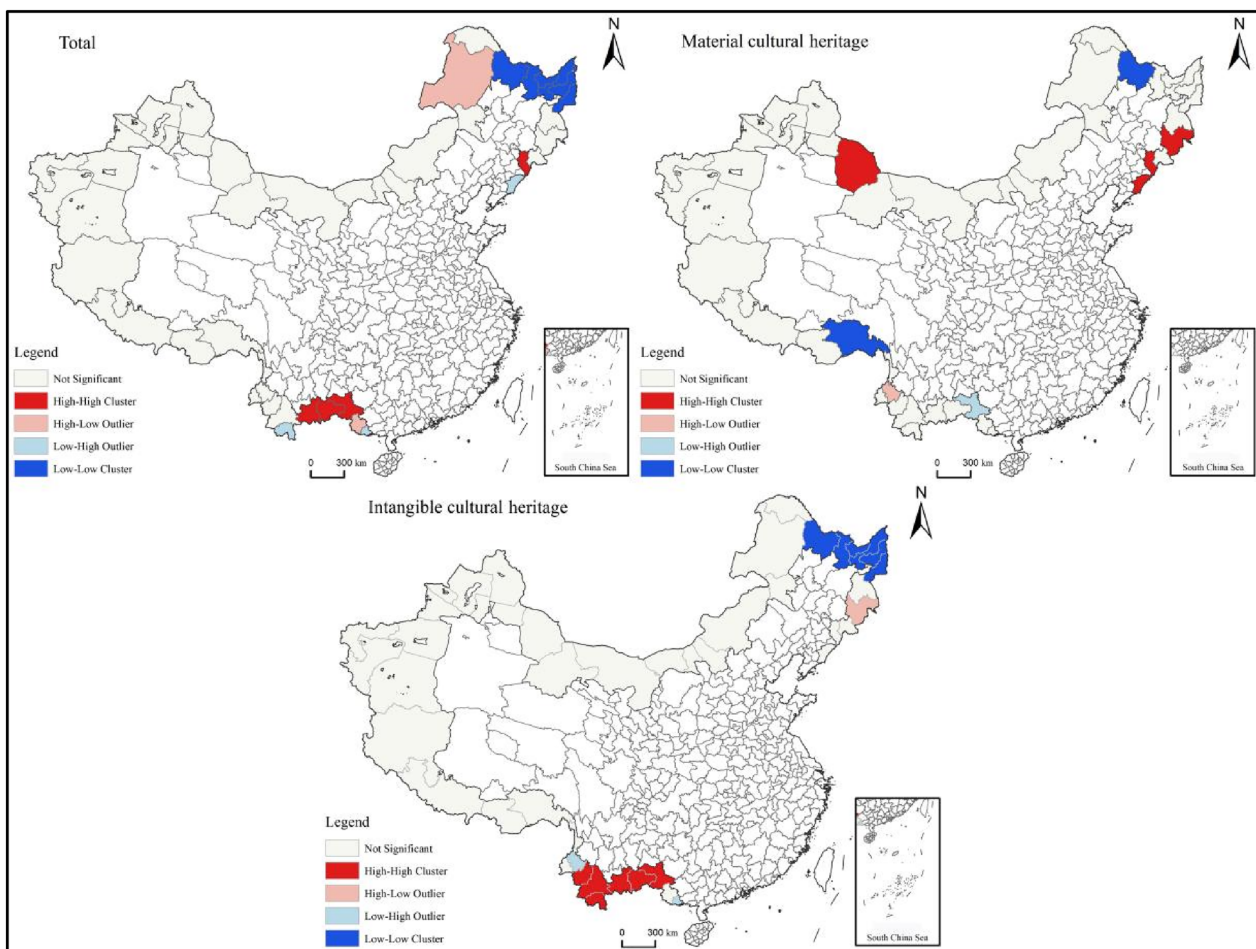 Total
N
Legend
Not Significant
High-High Cluster
High-Low Outlier
Low-High Outlier
Low-Low Cluster
0 300 km
South China Sea
Material cultural heritage
N
Legend
Not Significant
High-High Cluster
High-Low Outlier
Low-High Outlier
Low-Low Cluster
0 300 km
South China Sea
Intangible cultural heritage
N
Legend
Not Significant
High-High Cluster
High-Low Outlier
Low-High Outlier
Low-Low Cluster
0 300 km
South China Sea